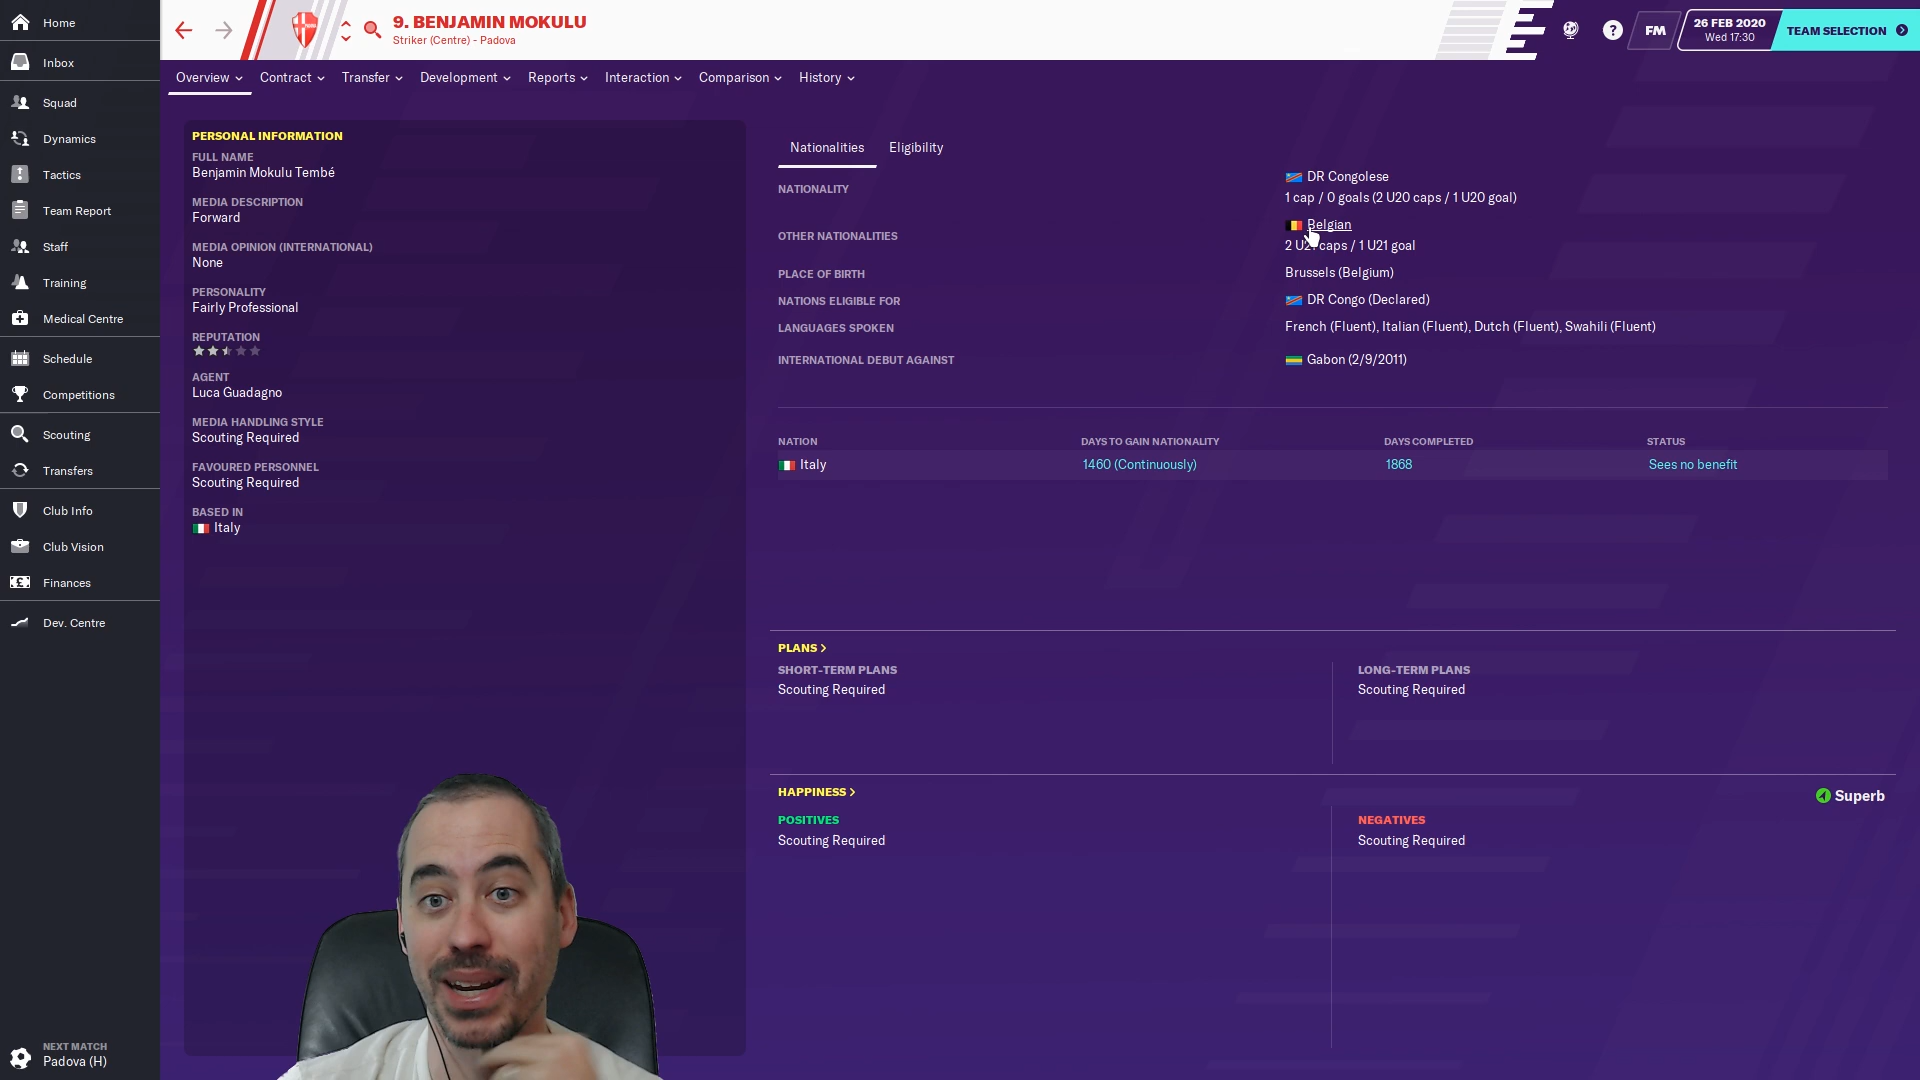 Home
Inbox
Squad
Dynamics
Tactics
Team Report
Staff
Training
Medical Centre
Schedule
Competitions
Scouting
Transfers
Club Info
Club Vision
Finances
Dev. Centre
NEXT MATCH
Padova (H)
9. BENJAMIN MOKULU
Striker (Centre) - Padova
FM
26 FEB 2020
Wed 17:30
TEAM SELECTION
Overview
Contract
Transfer
Development
Reports
Interaction
Comparison
History
PERSONAL INFORMATION
FULL NAME
Benjamin Mokulu Tembé
MEDIA DESCRIPTION
Forward
MEDIA OPINION (INTERNATIONAL)
None
PERSONALITY
Fairly Professional
REPUTATION
AGENT
Luca Guadagno
MEDIA HANDLING STYLE
Scouting Required
FAVOURED PERSONNEL
Scouting Required
BASED IN
Italy
Nationalities Eligibility
NATIONALITY
DR Congolese
1 cap / 0 goals (2 U20 caps / 1 U20 goal)
OTHER NATIONALITIES
Belgian
2 U21 caps / 1 U21 goal
PLACE OF BIRTH Brussels (Belgium)
NATIONS ELIGIBLE FOR DR Congo (Declared)
LANGUAGES SPOKEN French (Fluent), Italian (Fluent), Dutch (Fluent), Swahili (Fluent)
INTERNATIONAL DEBUT AGAINST Gabon (2/9/2011)
NATION DAYS TO GAIN NATIONALITY DAYS COMPLETED STATUS
Italy 1460 (Continuously) 1868 Sees no benefit
PLANS
SHORT-TERM PLANS
Scouting Required
LONG-TERM PLANS
Scouting Required
HAPPINESS
Superb
POSITIVES
Scouting Required
NEGATIVES
Scouting Required